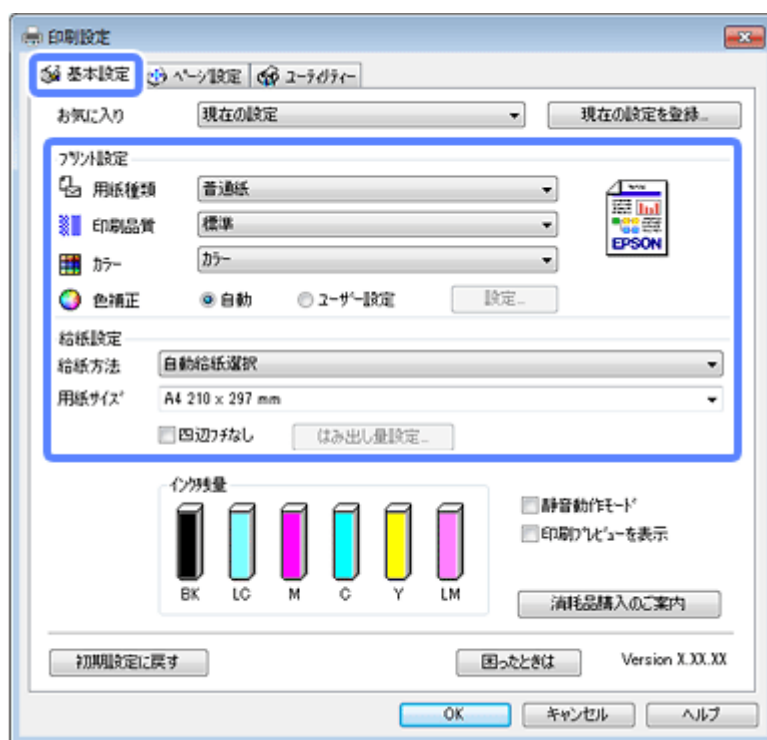 印刷設定
基本設定 ページ設定 ユーティリティー
お気に入り 現在の設定 現在の設定を登録...
プリント設定
用紙種類 普通紙
印刷品質 標準
EPSON
カラー カラー
色補正 自動 ユーザー設定 設定...
給紙設定
給紙方法 自動給紙選択
用紙サイズ A4 210 x 297 mm
四辺フチなし はみ出し量設定...
インク残量
静音動作モード
印刷プレビューを表示
BK LC M C Y LM
消耗品購入のご案内
初期設定に戻す 困ったときは Version X.XX.XX
OK キャンセル ヘルプ